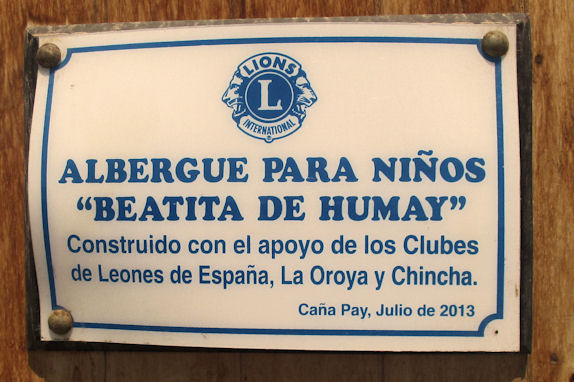 LIONS
L
INTERNATIONAL
ALBERGUE PARA NIÑOS
“BEATITA DE HUMAY”
Construido con el apoyo de los Clubes
de Leones de España, La Oroya y Chincha.
Caña Pay, Julio de 2013